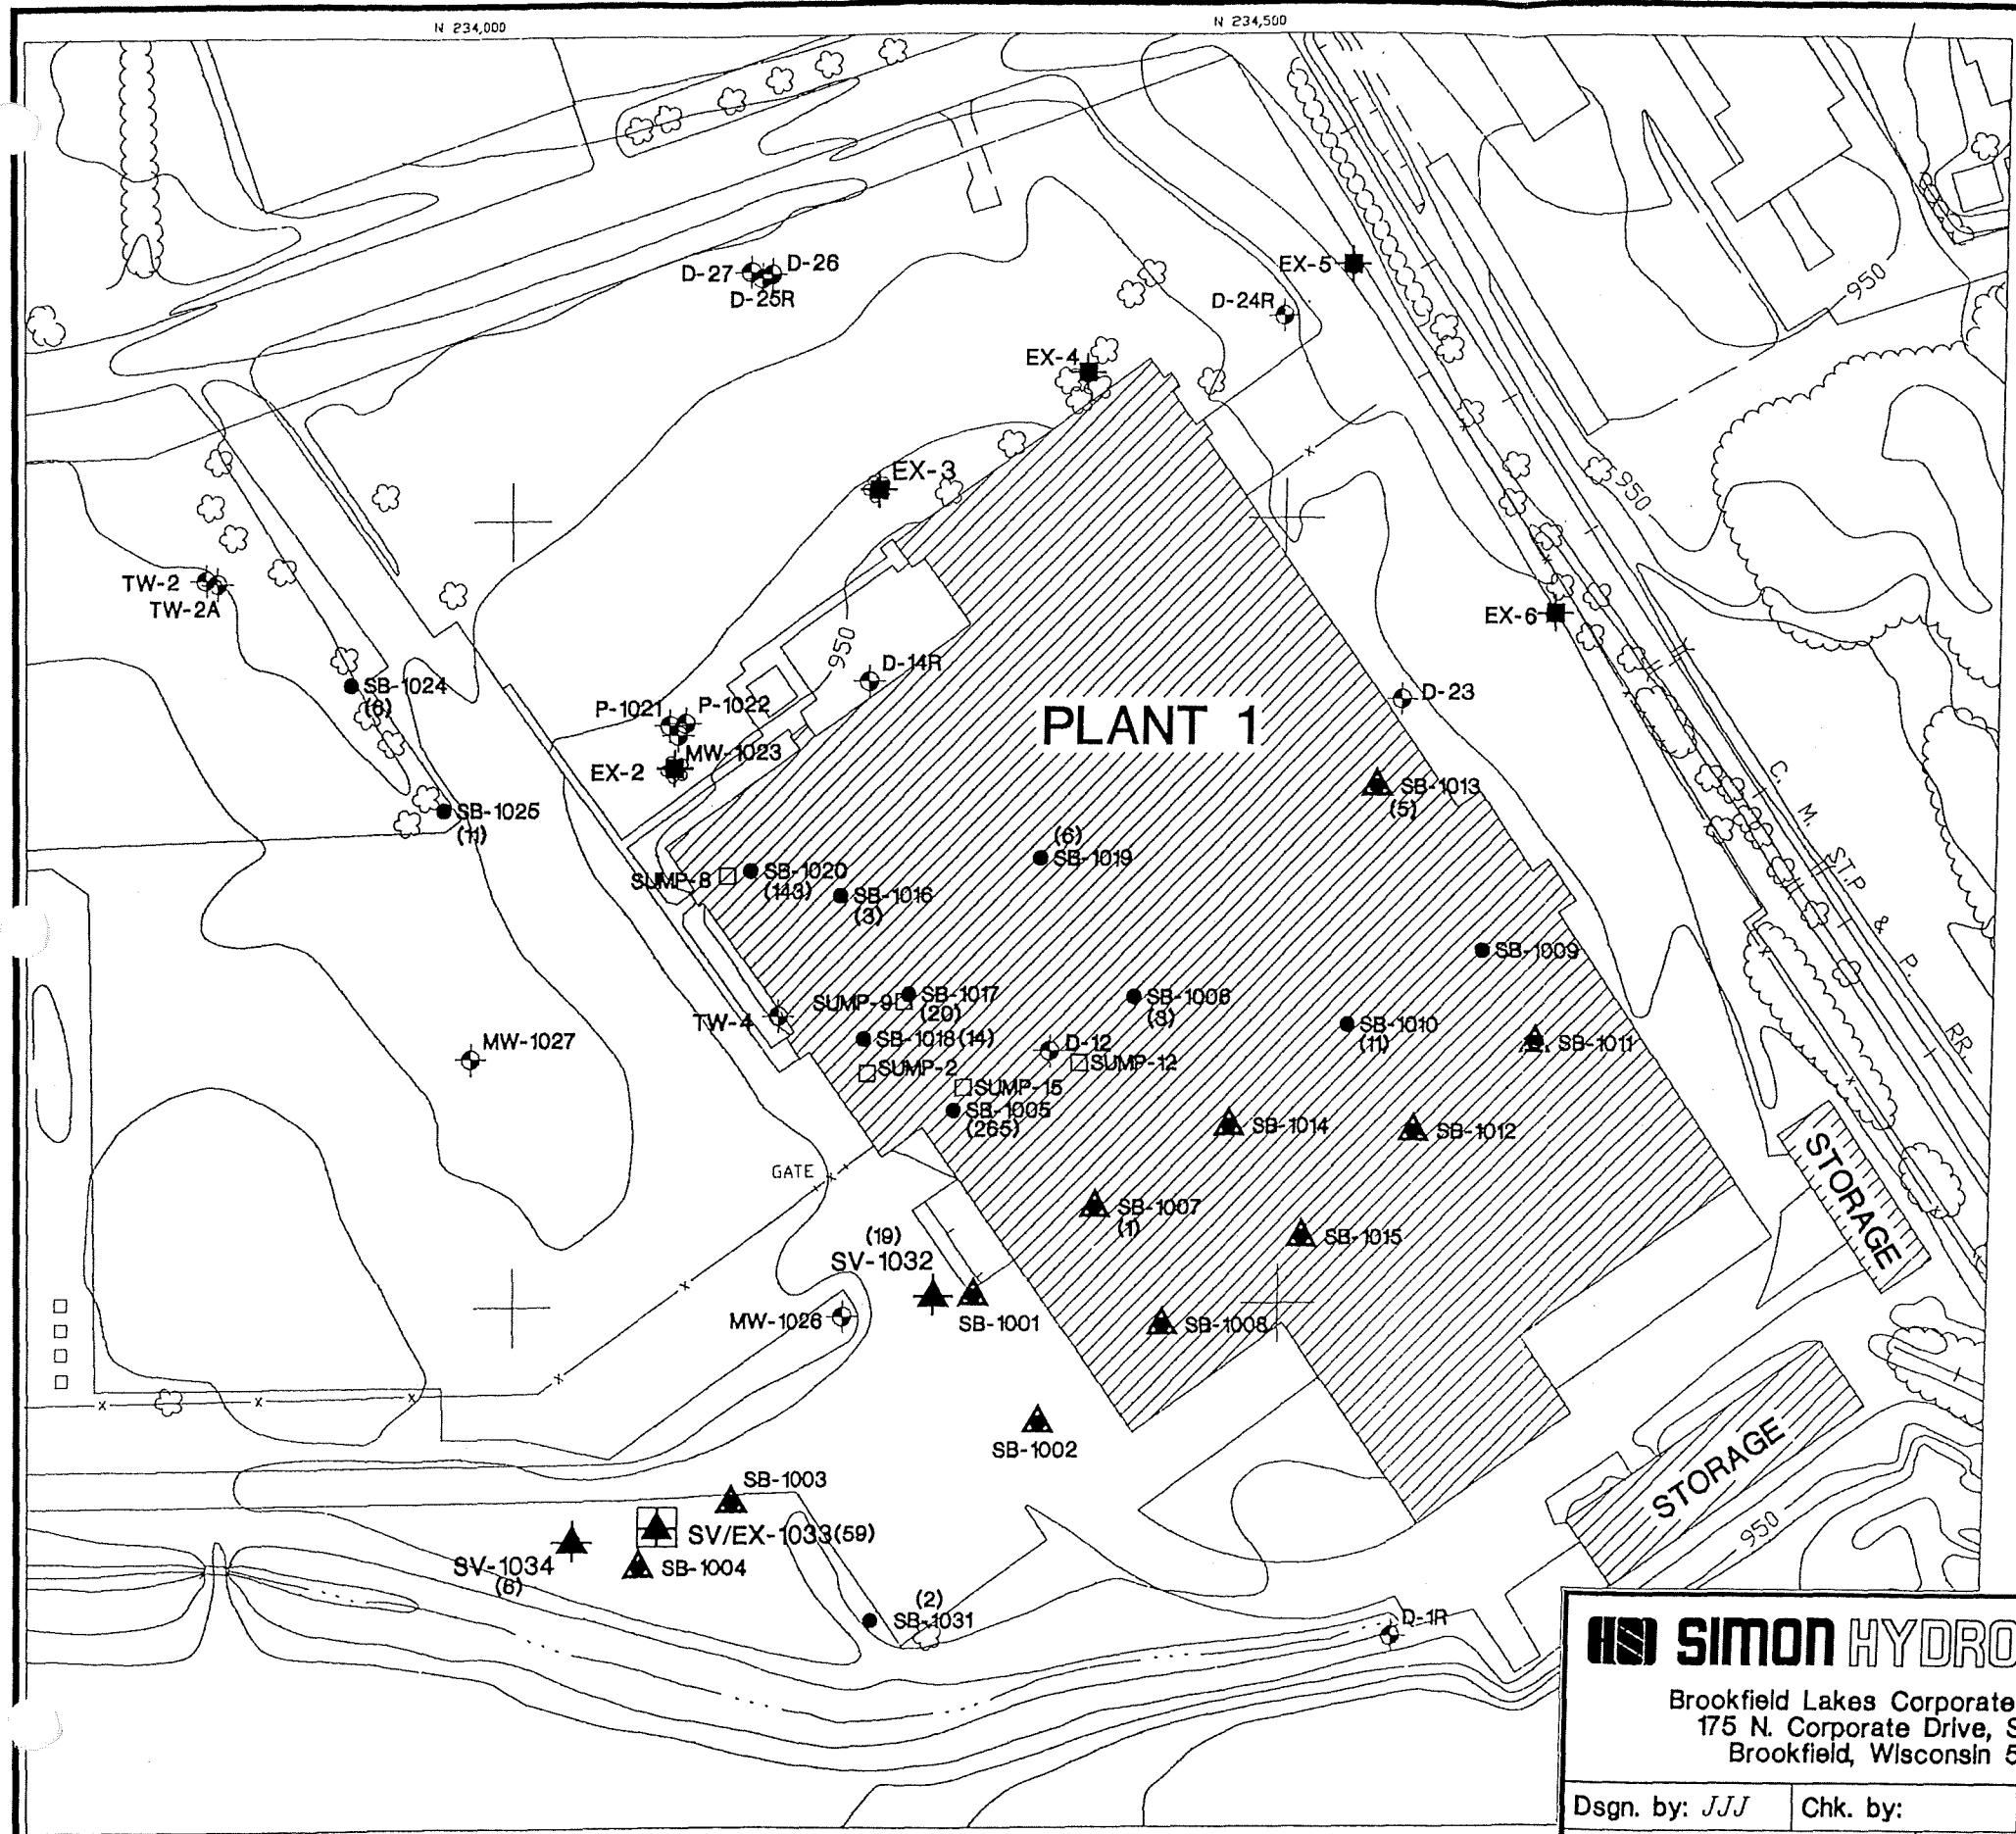 N 234,000
N 234,500
D-27
D-26
D-25R
EX-5
D-24R
950
EX-4
EX-3
950
TW-2
TW-2A
EX-6
950
D-14R
SB-1024
(6)
P-1021
P-1022
D-23
PLANT 1
MW-1023
EX-2
C. M. ST.P & P. RR
SB-1013
(5)
SB-1025
(11)
(6)
SB-1019
SUMP-8
SB-1020
(143)
SB-1016
(3)
SB-1009
SUMP-9
SB-1017
(20)
SB-1006
TW-4
SB-1018(14)
SB-1010
(11)
MW-1027
D-12
SUMP-12
SB-1011
SUMP-2
SUMP-15
SB-1005
(265)
SB-1014
SB-1012
STORAGE
GATE
SB-1007
(1)
SB-1015
(19)
SV-1032
MW-1026
SB-1001
SB-1008
SB-1002
STORAGE
SB-1003
SV/EX-1033(59)
950
SV-1034
(6)
SB-1004
(2)
SB-1031
D-1R
SIMON HYDRO
Brookfield Lakes Corporate
175 N. Corporate Drive, S
Brookfield, Wisconsin 5
Dsgn. by: JJJ
Chk. by: